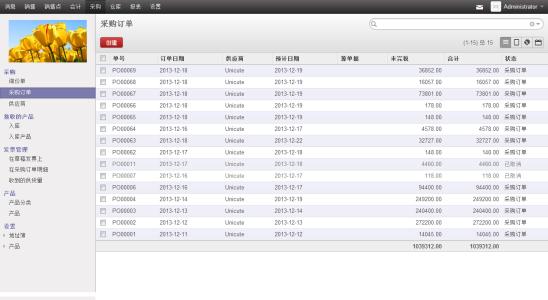 消息 销售 销售点 会计 采购 仓库 报表 设置 Administrator
采购订单
创建
(1-15) 总 15
采购
询价单
采购订单
供应商
入库
入库产品
发票管理
在草稿发票上
在采购订单明细
收到的供货量
产品
产品分类
产品
设置
地址簿
产品
单号 订单日期 供应商 预计日期 源单据 未完税 合计 状态
PO00069 2013-12-18 Unicute 2013-12-19 36852.00 36852.00 采购订单
PO00068 2013-12-18 Unicute 2013-12-19 16057.00 16057.00 采购订单
PO00067 2013-12-18 Unicute 2013-12-19 73801.00 73801.00 采购订单
PO00066 2013-12-18 Unicute 2013-12-19 178.00 178.00 采购订单
PO00065 2013-12-18 Unicute 2013-12-19 148.00 148.00 采购订单
PO00064 2013-12-16 Unicute 2013-12-17 4578.00 4578.00 采购订单
PO00063 2013-12-18 Unicute 2013-12-22 32727.00 32727.00 采购订单
PO00062 2013-12-17 Unicute 2013-12-18 140.00 140.00 采购订单
PO00011 2013-12-17 Unicute 2013-12-17 4460.00 4460.00 已取消
PO00007 2013-12-16 Unicute 2013-12-17 118.00 118.00 已取消
PO00006 2013-12-16 Unicute 2013-12-17 94400.00 94400.00 采购订单
PO00004 2013-12-14 Unicute 2013-12-19 249200.00 249200.00 采购订单
PO00003 2013-12-13 Unicute 2013-12-14 240400.00 240400.00 采购订单
PO00002 2013-12-12 Unicute 2013-12-13 272200.00 272200.00 采购订单
PO00001 2013-12-11 Unicute 2013-12-12 14045.00 14045.00 采购订单
1039312.00 1039312.00